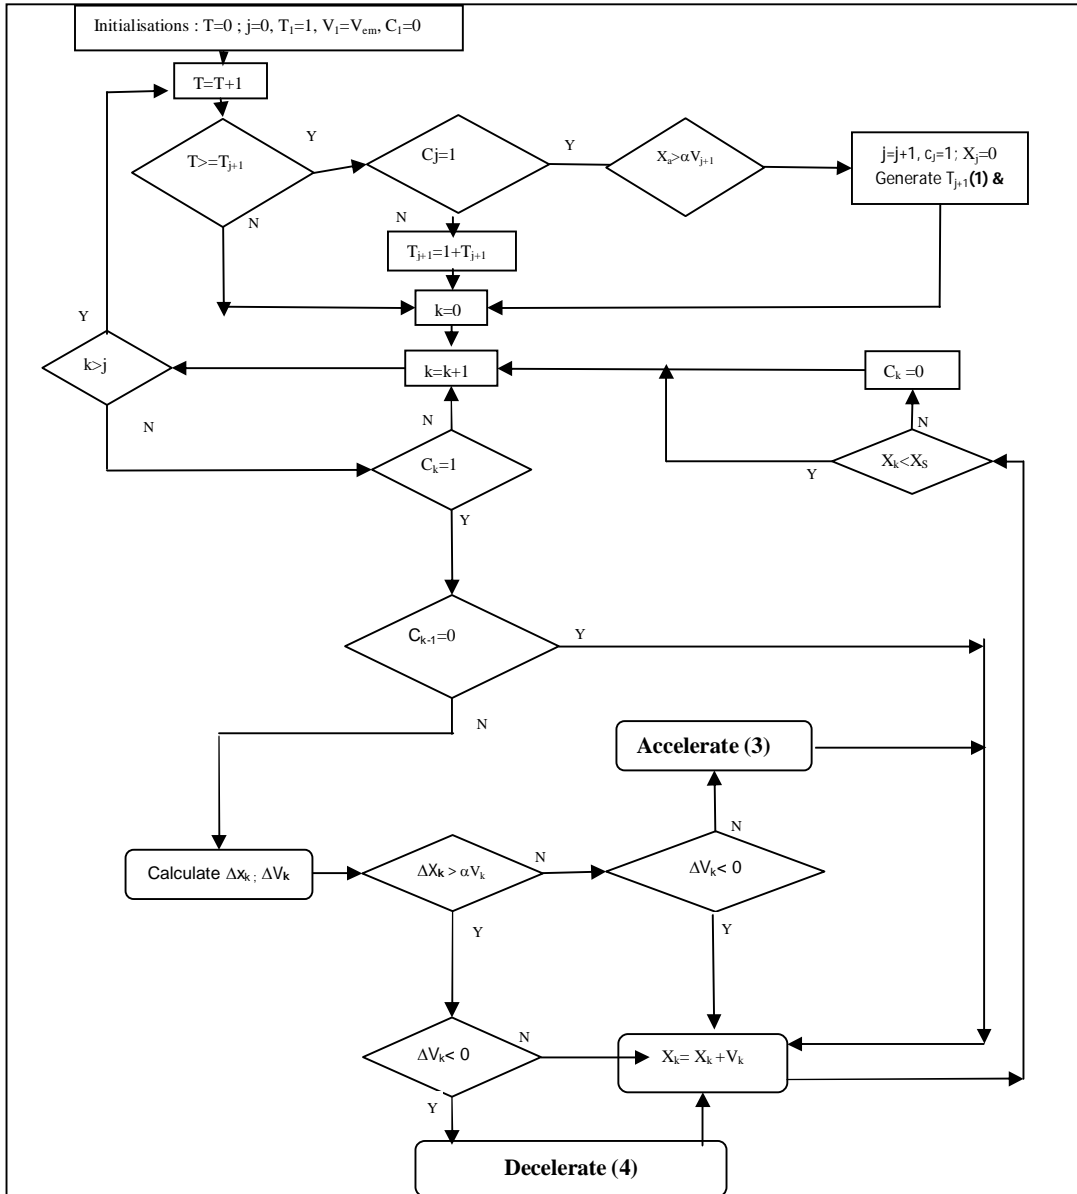 Initialisations : T=0 ; j=0, T₁=1, V₁=Vₑₘ, C₁=0
T=T+1
T>=Tⱼ₊₁
Y
N
Cj=1
Y
N
Xₐ>αVⱼ₊₁
j=j+1, cⱼ=1; Xⱼ=0
Generate Tⱼ₊₁(1) &
Tⱼ₊₁=1+Tⱼ₊₁
k=0
Y
k>j
N
k=k+1
N
Cₖ=1
Y
Cₖ =0
N
Xₖ<X_S
Y
Cₖ₋₁=0
Y
N
Accelerate (3)
N
Calculate Δxₖ ; ΔVₖ
ΔXₖ > αVₖ
N
ΔVₖ< 0
Y
Y
ΔVₖ< 0
N
Xₖ= Xₖ +Vₖ
Y
Decelerate (4)